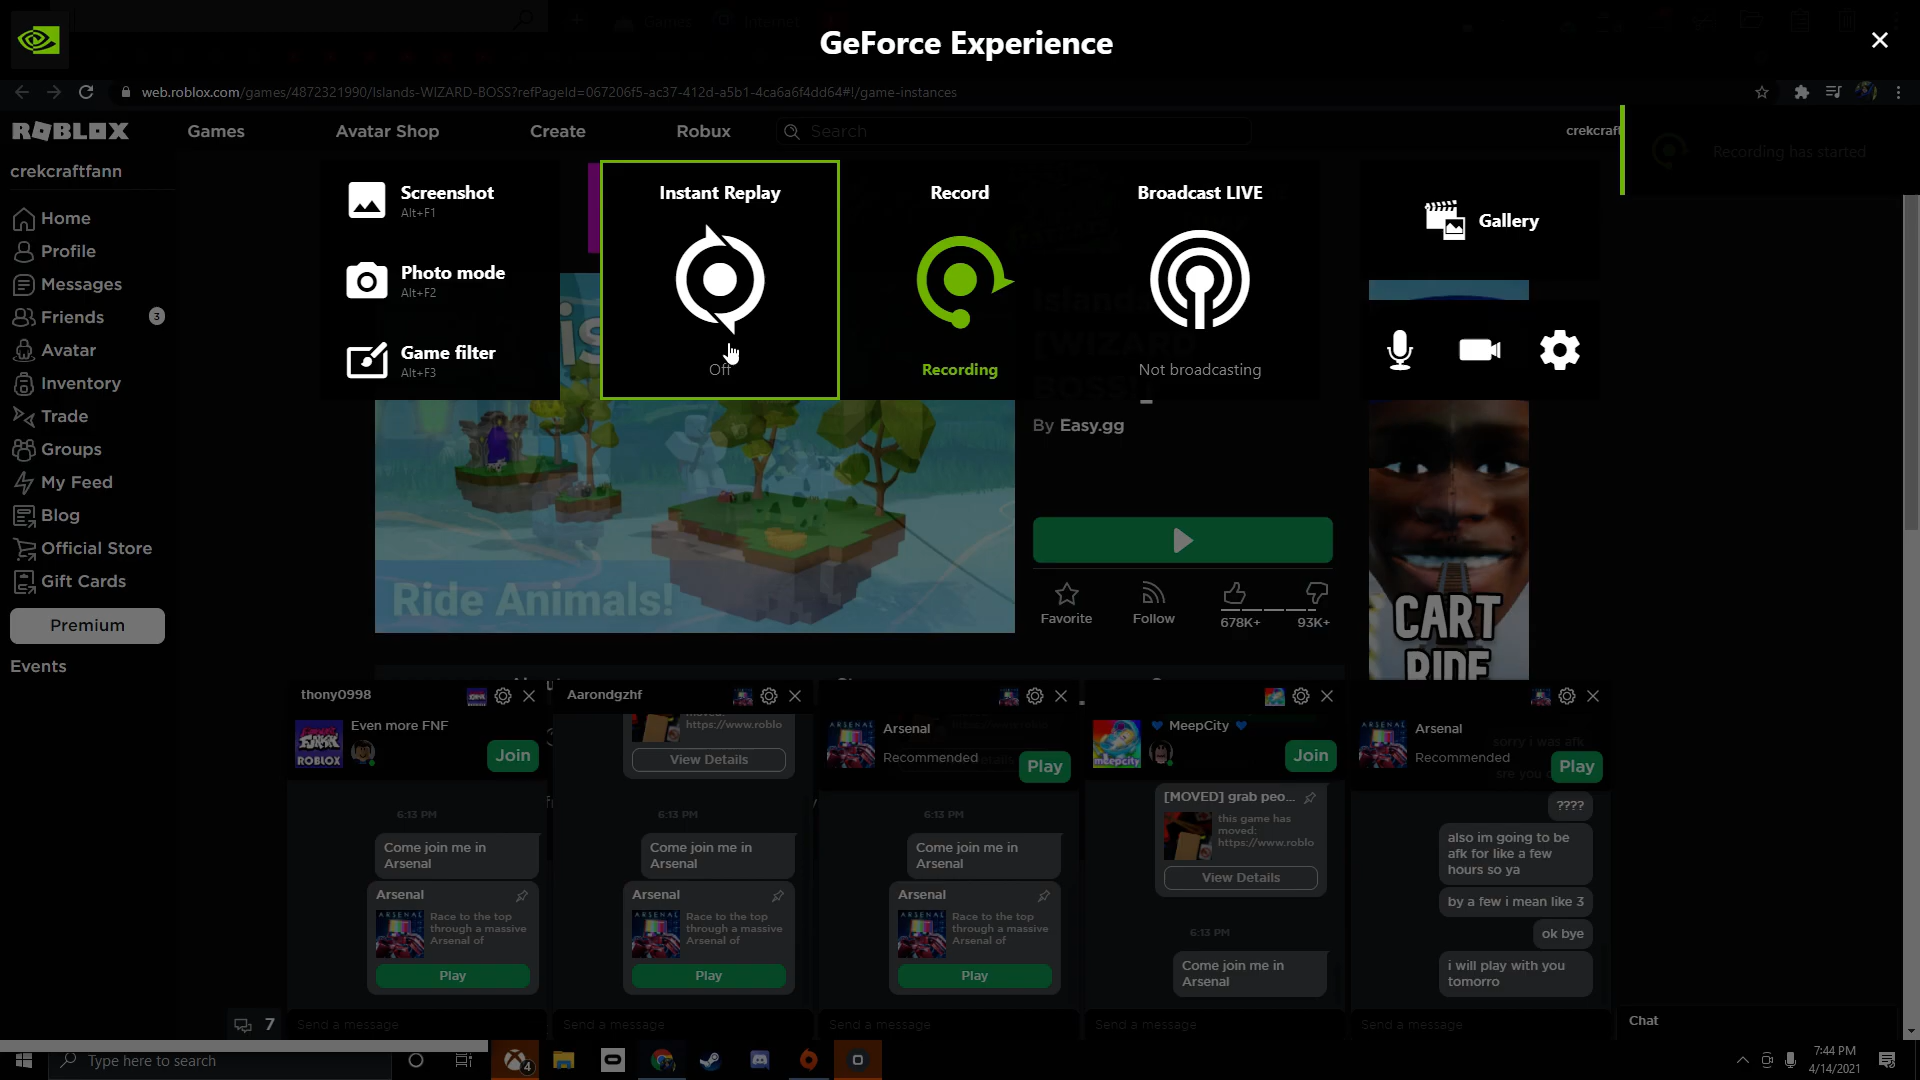 GeForce Experience
web.roblox.com/games/4872321990/Islands-WIZARD-BOSS?refPageId=067206f5-ac37-412d-a5b1-4ca6a6f4dd64#!/game-instances
ROBLOX
Games
Avatar Shop
Create
Robux
Search
crekcraft
Recording has started
crekcraftfann
Home
Profile
Messages
Friends
3
Avatar
Inventory
Trade
Groups
My Feed
Blog
Official Store
Gift Cards
Premium
Events
Screenshot
Alt+F1
Photo mode
Alt+F2
Game filter
Alt+F3
Instant Replay
Off
Record
Recording
Broadcast LIVE
Not broadcasting
Gallery
Islands
[WIZARD
BOSS!]
By Easy.gg
Ride Animals!
Favorite
Follow
678K+
93K+
CART
RIDE
thony0998
Even more FNF
Join
6:13 PM
Come join me in
Arsenal
Arsenal
Race to the top
through a massive
Arsenal of
Play
Send a message
Aarondgzhf
moved:
https://www.roblo
View Details
6:13 PM
Come join me in
Arsenal
Arsenal
Race to the top
through a massive
Arsenal of
Play
Send a message
Arsenal
Recommended
Play
6:13 PM
Come join me in
Arsenal
Arsenal
Race to the top
through a massive
Arsenal of
Play
Send a message
MeepCity
Join
[MOVED] grab peo...
this game has
moved:
https://www.roblo
View Details
6:13 PM
Come join me in
Arsenal
Send a message
Arsenal
Recommended
Play
sorry i was afk
????
also im going to be
afk for like a few
hours so ya
by a few i mean like 3
ok bye
i will play with you
tomorro
Send a message
7
Chat
Type here to search
4
7:44 PM
4/14/2021